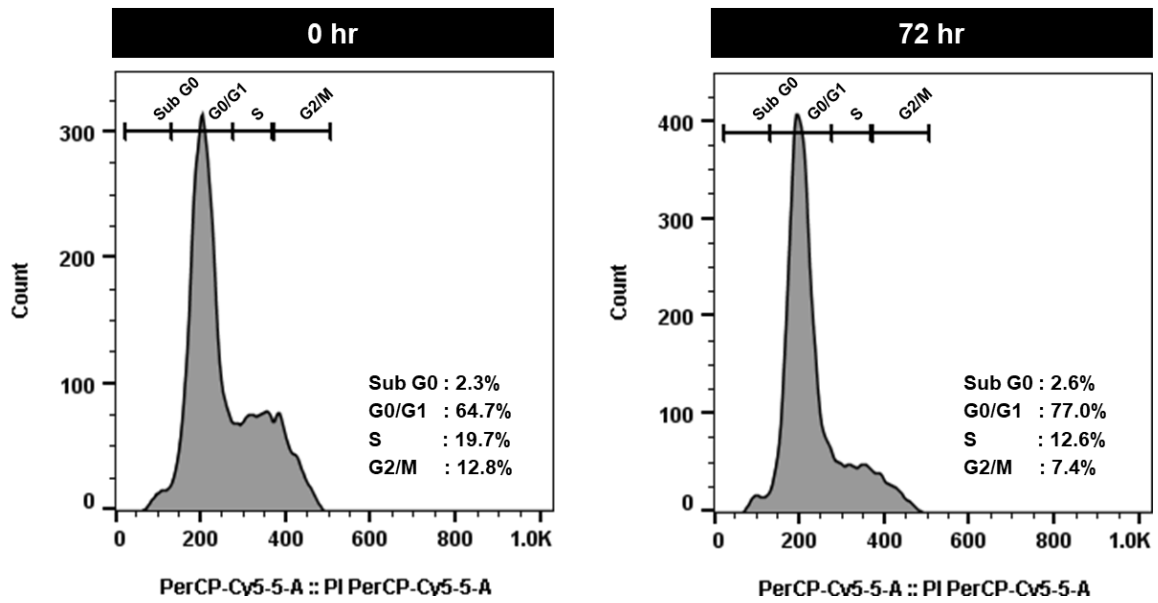 0 hr
Sub G0
G0/G1
S
G2/M
300
200
100
0
Count
Sub G0 : 2.3%
G0/G1 : 64.7%
S : 19.7%
G2/M : 12.8%
0 200 400 600 800 1.0K
PerCP-Cy5-5-A :: PI PerCP-Cy5-5-A
72 hr
Sub G0
G0/G1
S
G2/M
400
300
200
100
0
Count
Sub G0 : 2.6%
G0/G1 : 77.0%
S : 12.6%
G2/M : 7.4%
0 200 400 600 800 1.0K
PerCP-Cy5-5-A :: PI PerCP-Cy5-5-A